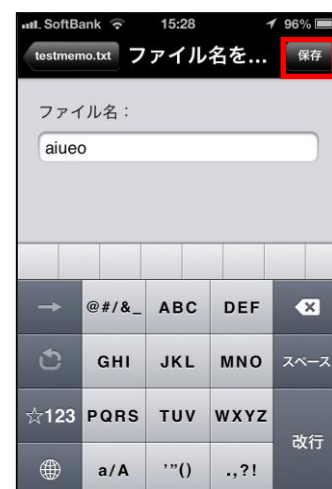 SoftBank 15:28 96%
testmemo.txt ファイル名を... 保存
ファイル名：
aiueo
→ @#/&_ ABC DEF
GHI JKL MNO スペース
☆123 PQRS TUV WXYZ
改行
a/A '"() .,?!